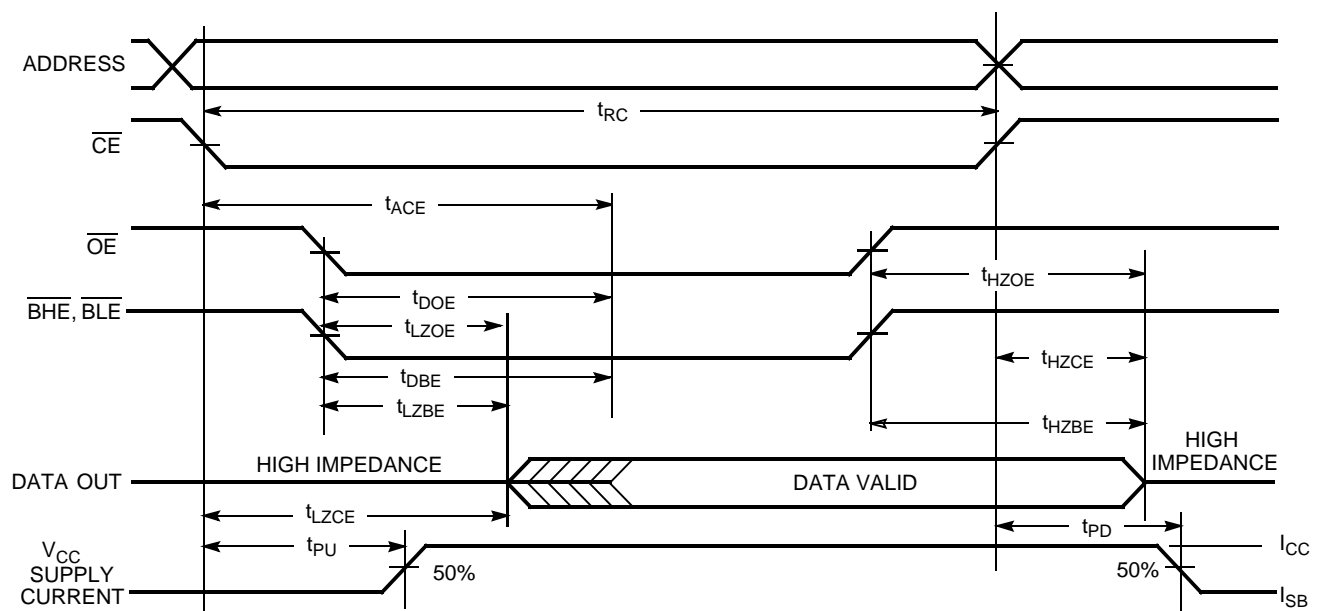 ADDRESS
tRC
CE
tACE
OE
tHZOE
tDOE
BHE, BLE
tLZOE
tHZCE
tDBE
tLZBE
tHZBE
HIGH IMPEDANCE
HIGH
IMPEDANCE
DATA OUT
DATA VALID
tLZCE
tPD
tPU
VCC
SUPPLY
CURRENT
50%
50%
ICC
ISB